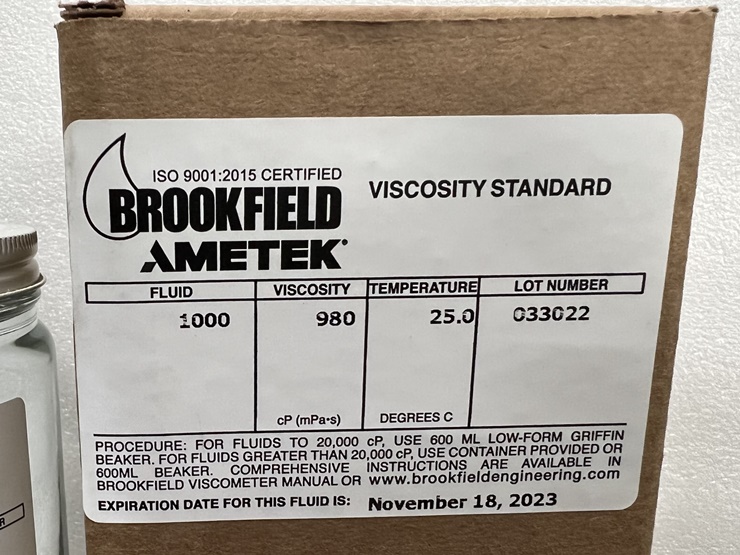 ISO 9001:2015 CERTIFIED
BROOKFIELD
AMETEK®
VISCOSITY STANDARD
FLUID VISCOSITY TEMPERATURE LOT NUMBER
1000 980 25.0 033022
cP (mPa•s) DEGREES C
PROCEDURE: FOR FLUIDS TO 20,000 cP, USE 600 ML LOW-FORM GRIFFIN
BEAKER. FOR FLUIDS GREATER THAN 20,000 cP, USE CONTAINER PROVIDED OR
600ML BEAKER. COMPREHENSIVE INSTRUCTIONS ARE AVAILABLE IN
BROOKFIELD VISCOMETER MANUAL OR www.brookfieldengineering.com
EXPIRATION DATE FOR THIS FLUID IS: November 18, 2023